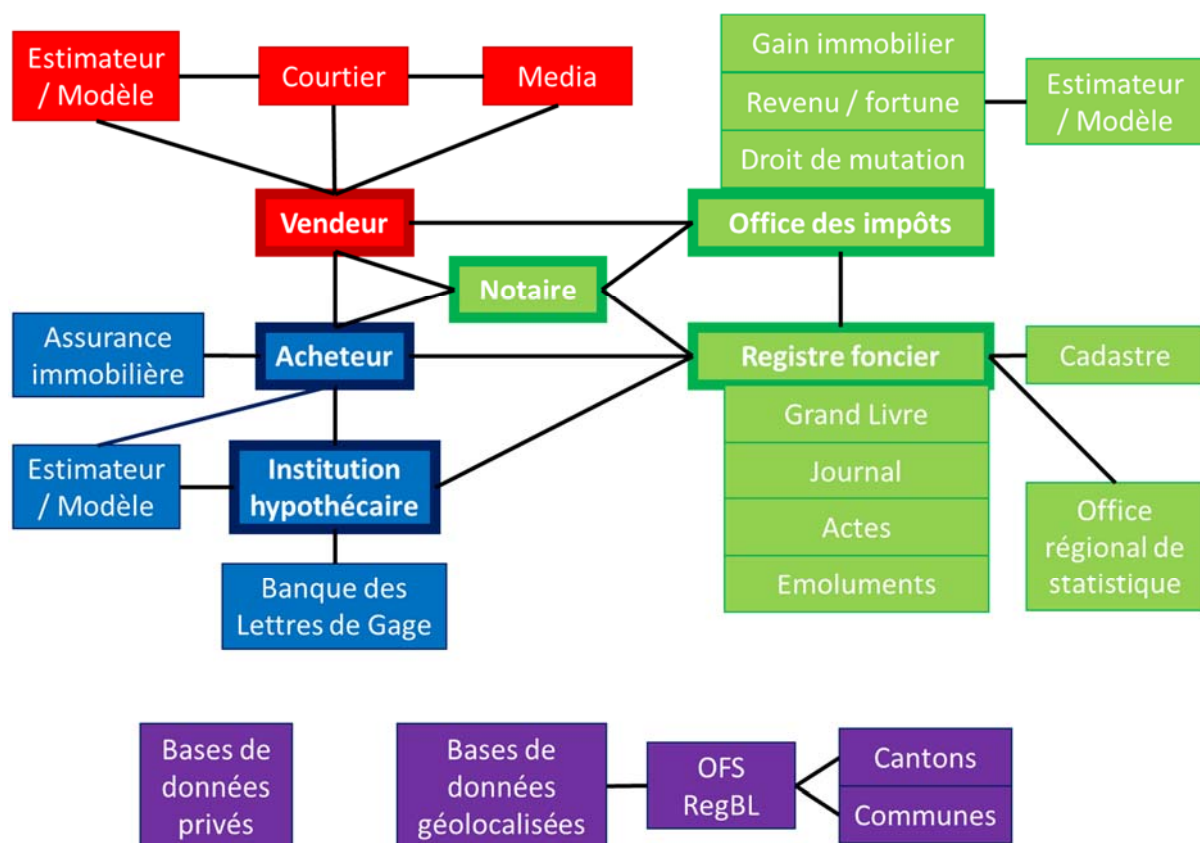 Estimateur
/ Modèle
Courtier
Media
Gain immobilier
Revenu / fortune
Droit de mutation
Estimateur
/ Modèle
Vendeur
Office des impôts
Notaire
Assurance
immobilière
Acheteur
Registre foncier
Cadastre
Grand Livre
Journal
Actes
Emoluments
Estimateur
/ Modèle
Institution
hypothécaire
Office
régional de
statistique
Banque des
Lettres de Gage
Bases de
données
privés
Bases de
données
géolocalisées
OFS
RegBL
Cantons
Communes